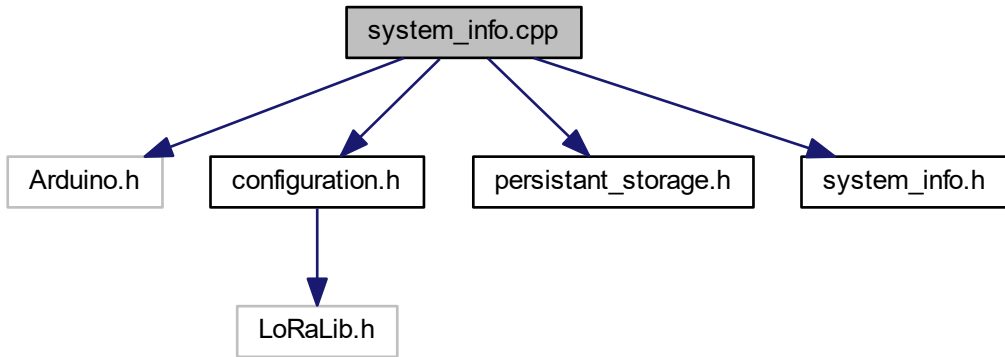 system_info.cpp
Arduino.h
configuration.h
persistant_storage.h
system_info.h
LoRaLib.h